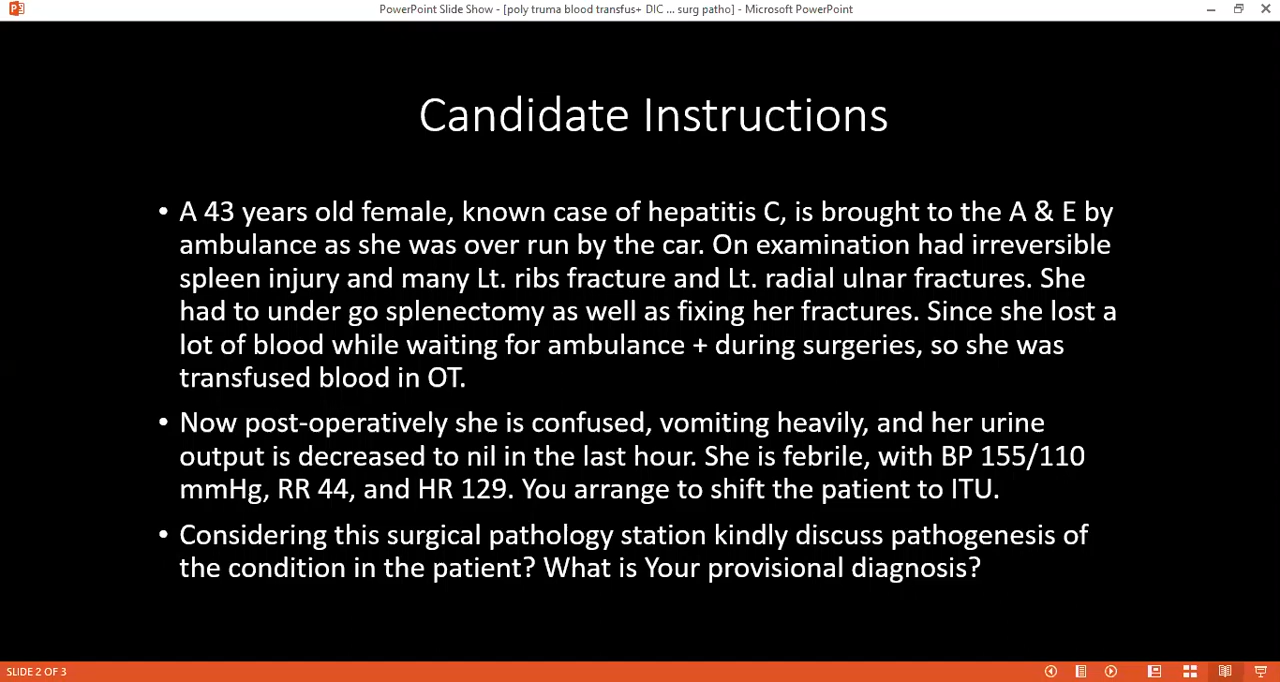 PowerPoint Slide Show - [poly truma blood transfus+ DIC ... surg patho] - Microsoft PowerPoint
Candidate Instructions
• A 43 years old female, known case of hepatitis C, is brought to the A & E by
ambulance as she was over run by the car. On examination had irreversible
spleen injury and many Lt. ribs fracture and Lt. radial ulnar fractures. She
had to under go splenectomy as well as fixing her fractures. Since she lost a
lot of blood while waiting for ambulance + during surgeries, so she was
transfused blood in OT.
• Now post-operatively she is confused, vomiting heavily, and her urine
output is decreased to nil in the last hour. She is febrile, with BP 155/110
mmHg, RR 44, and HR 129. You arrange to shift the patient to ITU.
• Considering this surgical pathology station kindly discuss pathogenesis of
the condition in the patient? What is Your provisional diagnosis?
SLIDE 2 OF 3